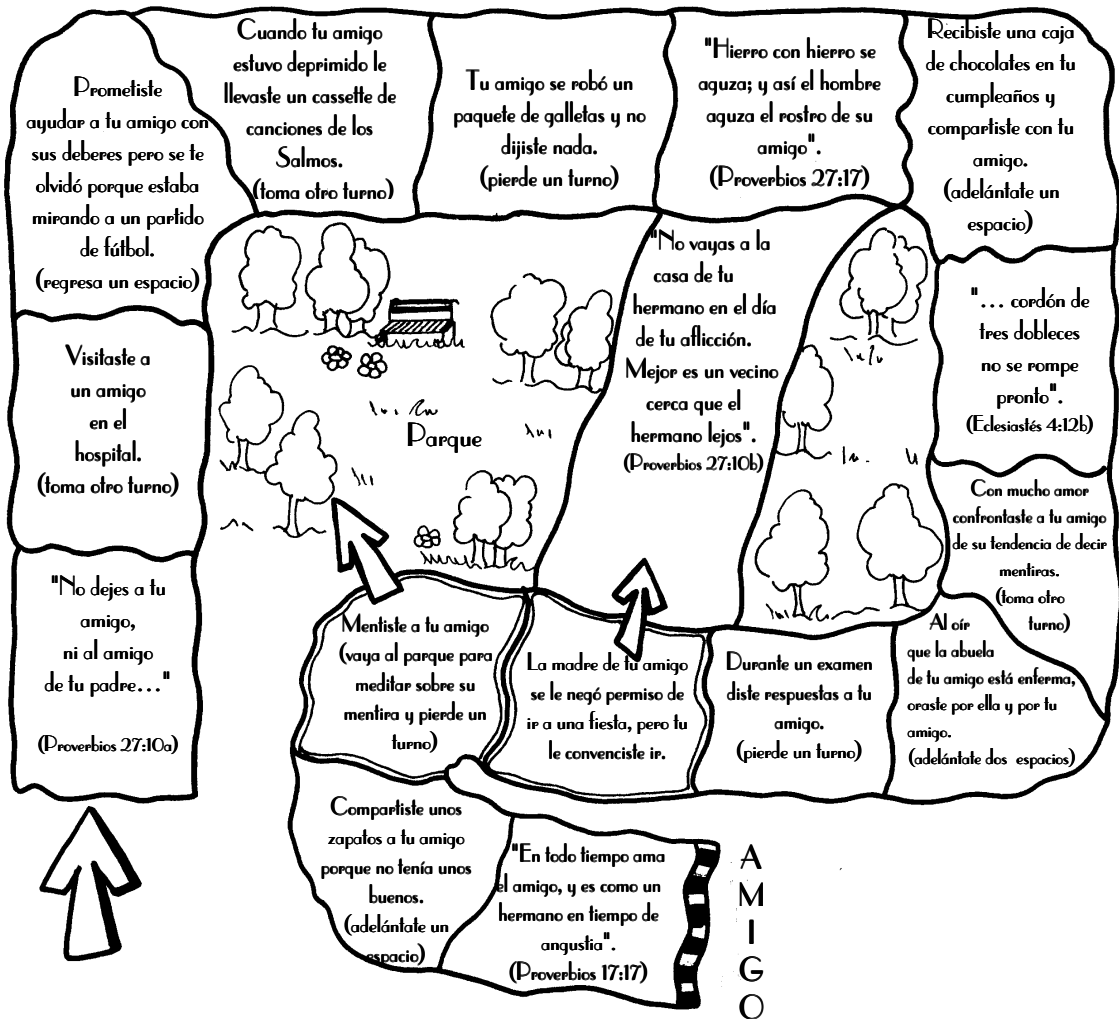 "No dejes a tu
amigo,
ni al amigo
de tu padre..."
(Proverbios 27:10a)
Visitaste a
un amigo
en el
hospital.
(toma otro turno)
Prometiste
ayudar a tu amigo con
sus deberes pero se te
olvidó porque estaba
mirando a un partido
de fútbol.
(regresa un espacio)
Cuando tu amigo
estuvo deprimido le
llevaste un cassette de
canciones de los
Salmos.
(toma otro turno)
Tu amigo se robó un
paquete de galletas y no
dijiste nada.
(pierde un turno)
"Hierro con hierro se
aguza; y así el hombre
aguza el rostro de su
amigo".
(Proverbios 27:17)
Recibiste una caja
de chocolates en tu
cumpleaños y
compartiste con tu
amigo.
(adelántate un
espacio)
"... cordón de
tres dobleces
no se rompe
pronto".
(Eclesiastés 4:12b)
Con mucho amor
confrontaste a tu amigo
de su tendencia de decir
mentiras.
(toma otro
turno)
Al oír
que la abuela
de tu amigo está enferma,
oraste por ella y por tu
amigo.
(adelántate dos espacios)
Durante un examen
diste respuestas a tu
amigo.
(pierde un turno)
La madre de tu amigo
se le negó permiso de
ir a una fiesta, pero tu
le convenciste ir.
"No vayas a la
casa de tu
hermano en el día
de tu aflicción.
Mejor es un vecino
cerca que el
hermano lejos".
(Proverbios 27:10b)
Mentiste a tu amigo
(vaya al parque para
meditar sobre su
mentira y pierde un
turno)
Parque
Compartiste unos
zapatos a tu amigo
porque no tenía unos
buenos.
(adelántate un
espacio)
"En todo tiempo ama
el amigo, y es como un
hermano en tiempo de
angustia".
(Proverbios 17:17)
A
M
I
G
O